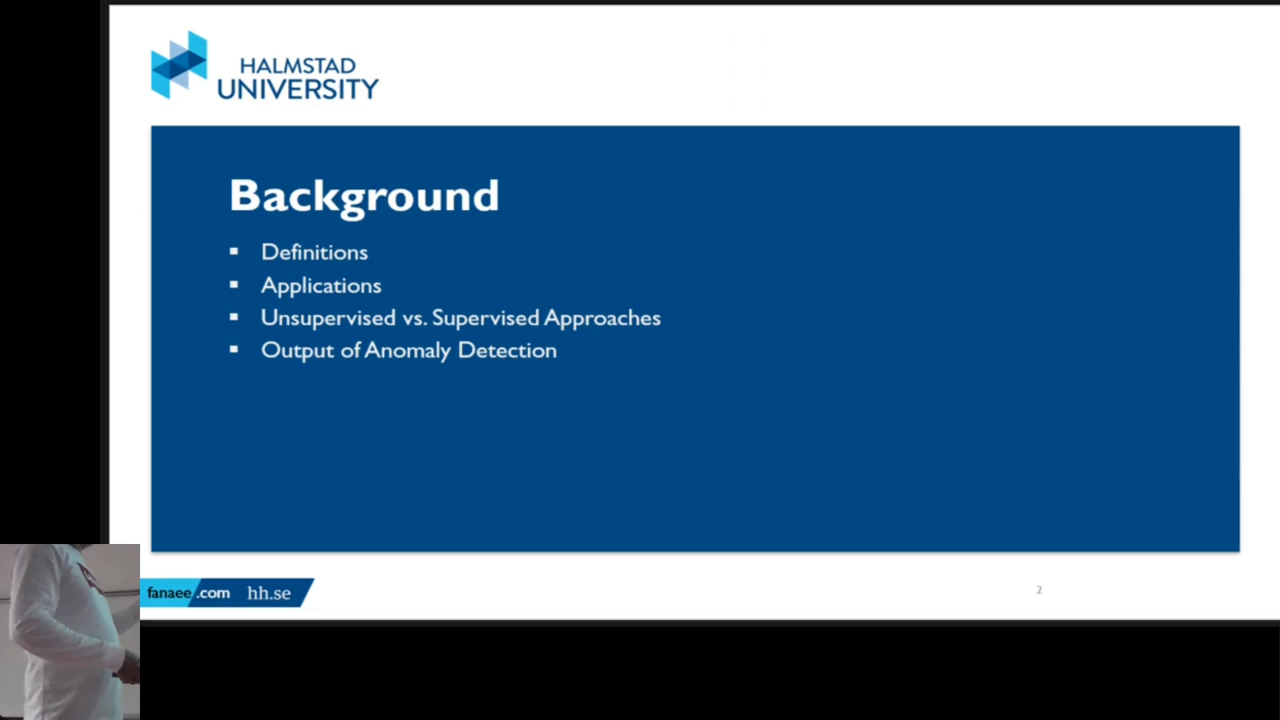 HALMSTAD
UNIVERSITY
Background
▪ Definitions
▪ Applications
▪ Unsupervised vs. Supervised Approaches
▪ Output of Anomaly Detection
fanaee.com hh.se
2